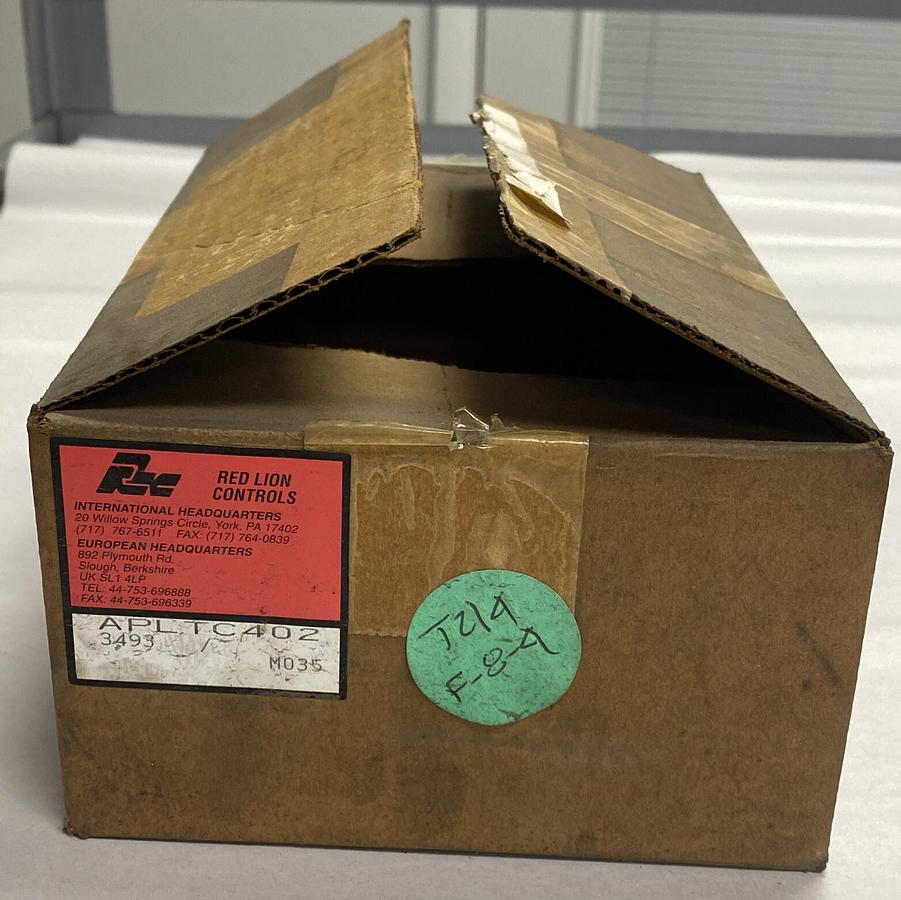 RLC
RED LION
CONTROLS
INTERNATIONAL HEADQUARTERS
20 Willow Springs Circle, York, PA 17402
(717) 767-6511 FAX: (717) 764-0839
EUROPEAN HEADQUARTERS
892 Plymouth Rd.
Slough, Berkshire
UK SL1 4LP
TEL: 44-753-696888
FAX: 44-753-696339
APLTC402
3493 /
M035
F-8-A